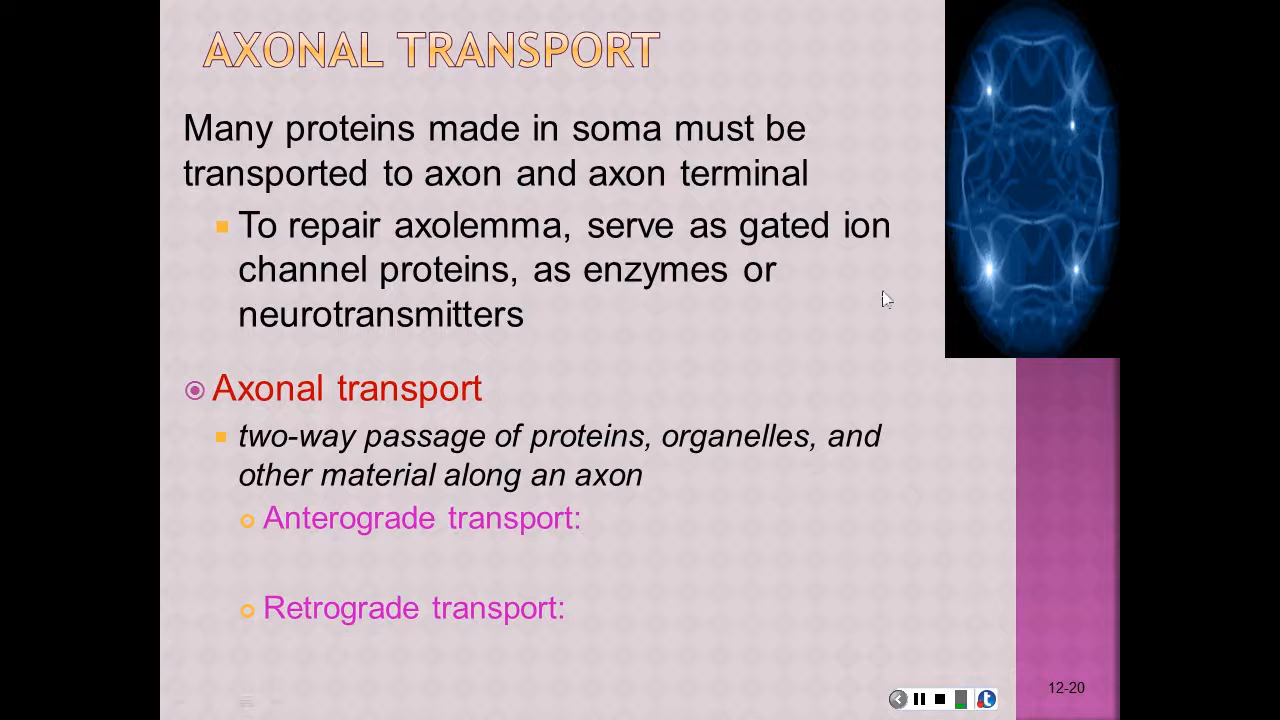 AXONAL TRANSPORT
Many proteins made in soma must be
transported to axon and axon terminal
To repair axolemma, serve as gated ion
channel proteins, as enzymes or
neurotransmitters
Axonal transport
two-way passage of proteins, organelles, and
other material along an axon
Anterograde transport:
Retrograde transport:
12-20